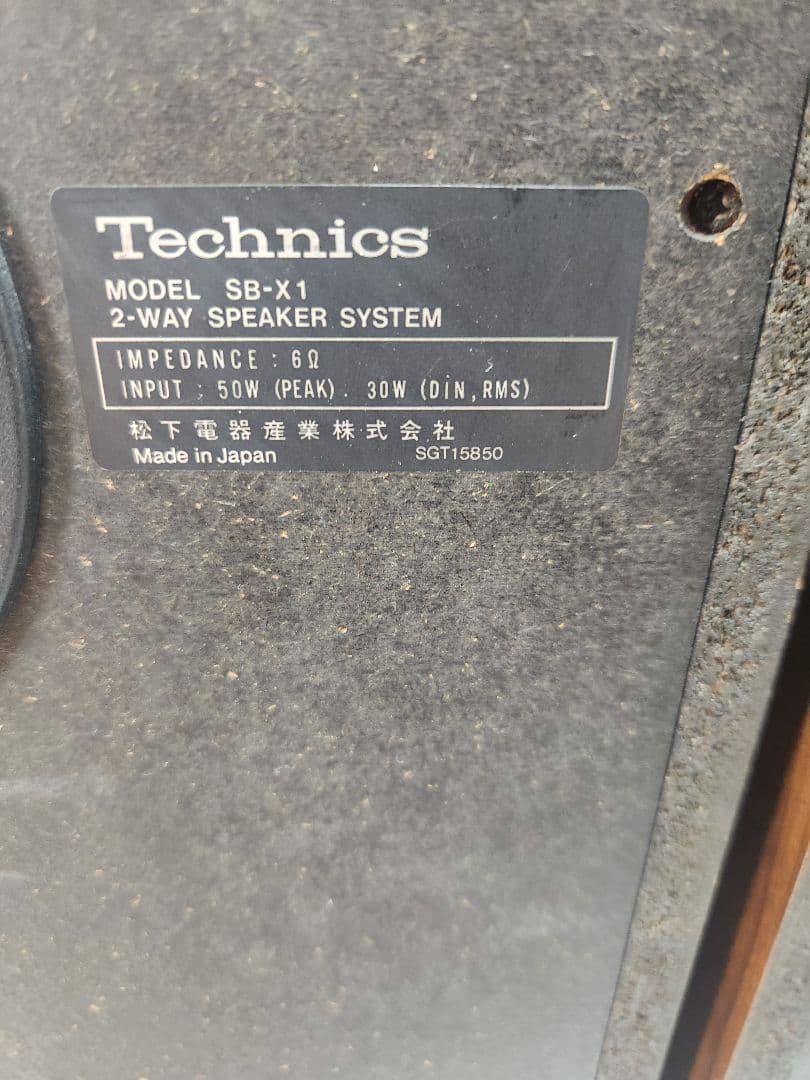 Technics
MODEL SB-X1
2-WAY SPEAKER SYSTEM
IMPEDANCE : 6Ω
INPUT : 50W (PEAK). 30W (DIN, RMS)
松下電器産業株式会社
Made in Japan SGT15850